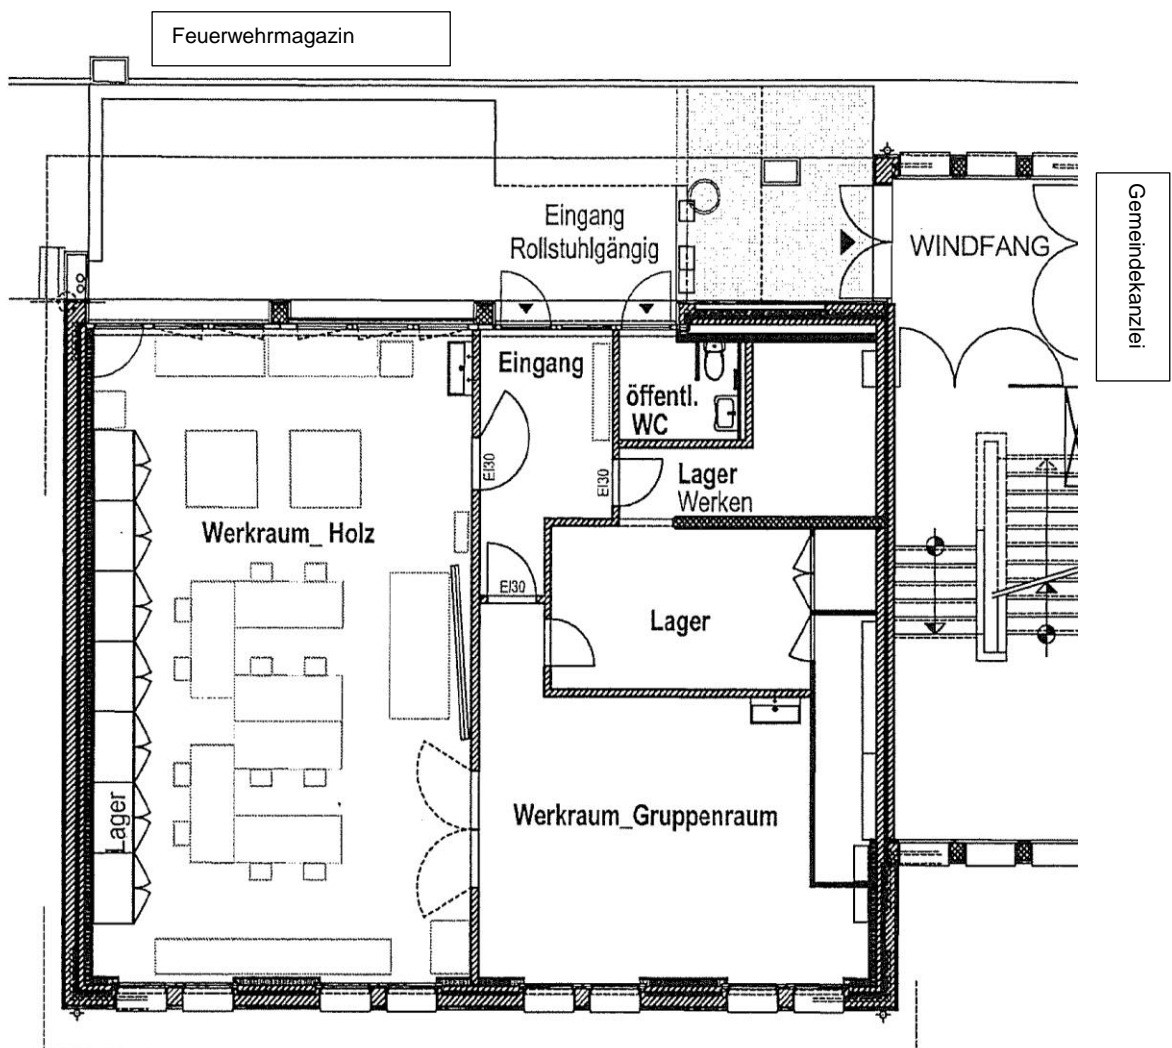 Feuerwehrmagazin
Gemeindekanzlei
Eingang
Rollstuhlgängig
WINDFANG
Eingang
öffentl.
WC
EI30
EI30
Lager
Werken
Werkraum_ Holz
EI30
Lager
Lager
Werkraum_Gruppenraum